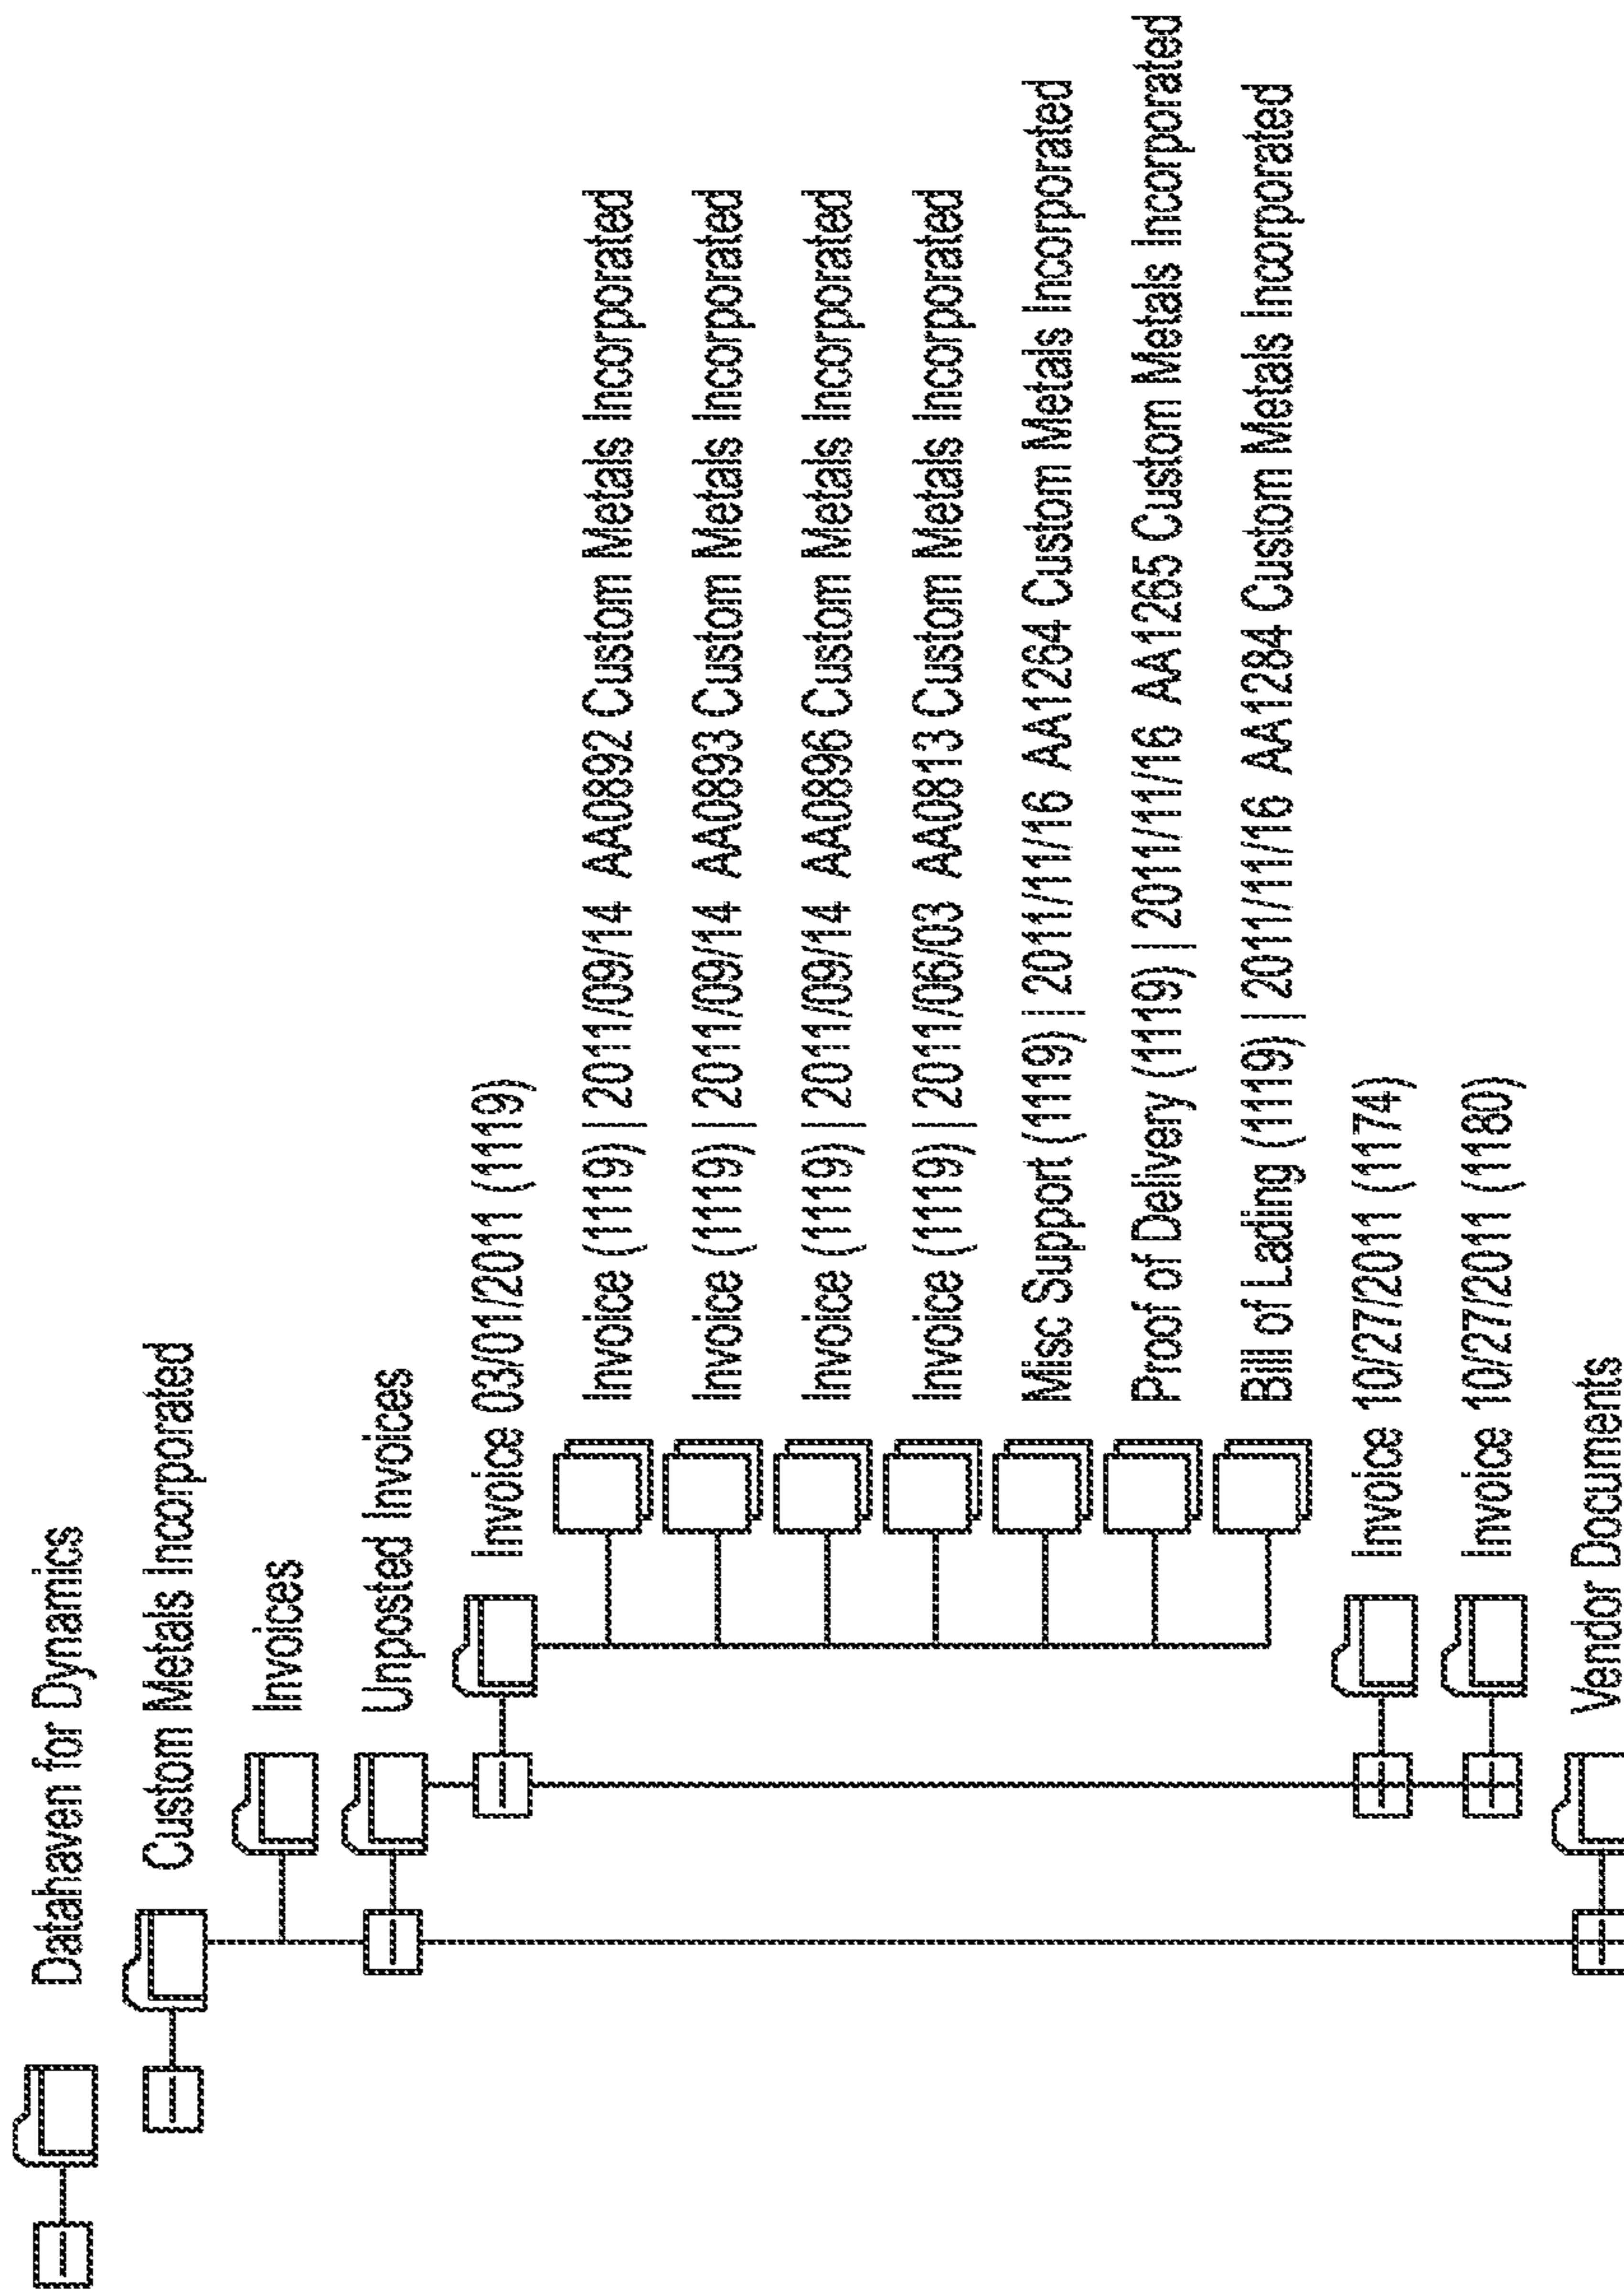 Datahaven for Dynamics
Custom Metals Incorporated
Invoices
Unposted Invoices
Invoice 03/01/2011 (1119)
Invoice (1119) | 2011/09/14 AA0892 Custom Metals Incorporated
Invoice (1119) | 2011/09/14 AA0893 Custom Metals Incorporated
Invoice (1119) | 2011/09/14 AA0896 Custom Metals Incorporated
Invoice (1119) | 2011/06/03 AA0813 Custom Metals Incorporated
Misc Support (1119) | 2011/11/16 AA1264 Custom Metals Incorporated
Proof of Delivery (1119) | 2011/11/16 AA1265 Custom Metals Incorporated
Bill of Lading (1119) | 2011/11/16 AA1284 Custom Metals Incorporated
Invoice 10/27/2011 (1174)
Invoice 10/27/2011 (1180)
Vendor Documents